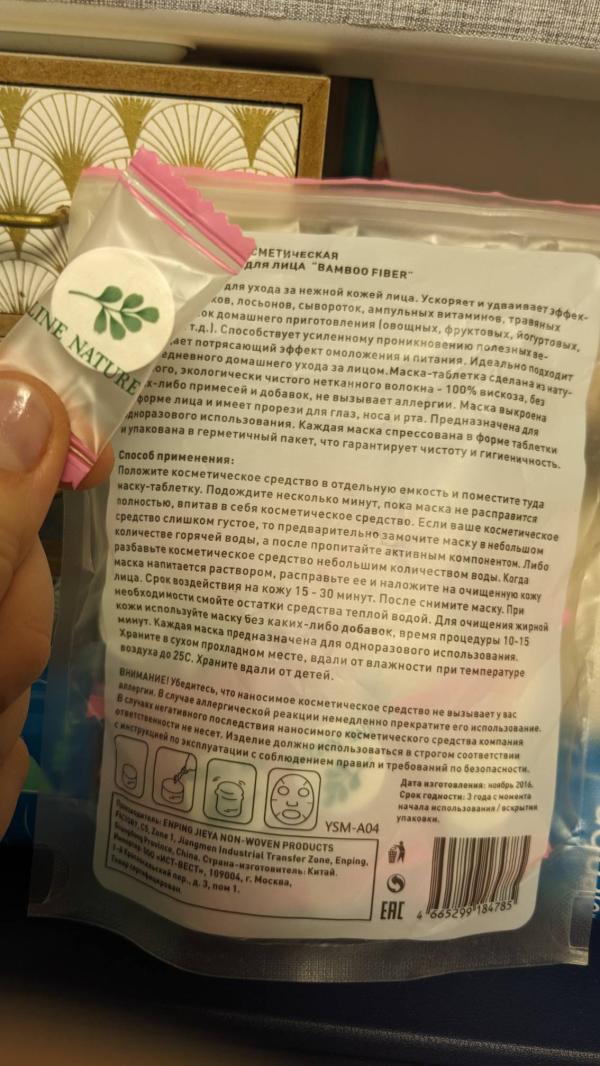 LINE NATURE
СМЕТИЧЕСКАЯ
ДЛЯ ЛИЦА "BAMBOO FIBER"
для ухода за нежной кожей лица. Ускоряет и удваивает эффек-
ков, лосьонов, сывороток, ампульных витаминов, травяных
ок домашнего приготовления (овощных, фруктовых, йогуртовых,
т.д.). Способствует усиленному проникновению полезных ве-
ает потрясающий эффект омоложения и питания. Идеально подходит
едневного домашнего ухода за лицом. Маска-таблетка сделана из нату-
ого, экологически чистого нетканного волокна - 100% вискоза, без
х-либо примесей и добавок, не вызывает аллергии. Маска выкроена
форме лица и имеет прорези для глаз, носа и рта. Предназначена для
дноразового использования. Каждая маска спрессована в форме таблетки
и упакована в герметичный пакет, что гарантирует чистоту и гигиеничность.
Способ применения:
Положите косметическое средство в отдельную емкость и поместите туда
маску-таблетку. Подождите несколько минут, пока маска не расправится
полностью, впитав в себя косметическое средство. Если ваше косметическое
средство слишком густое, то предварительно замочите маску в небольшом
количестве горячей воды, а после пропитайте активным компонентом. Либо
разбавьте косметическое средство небольшим количеством воды. Когда
маска напитается раствором, расправьте ее и наложите на очищенную кожу
лица. Срок воздействия на кожу 15 - 30 минут. После снимите маску. При
необходимости смойте остатки средства теплой водой. Для очищения жирной
кожи используйте маску без каких-либо добавок, время процедуры 10-15
минут. Каждая маска предназначена для одноразового использования.
Храните в сухом прохладном месте, вдали от влажности при температуре
воздуха до 25С. Храните вдали от детей.
ВНИМАНИЕ! Убедитесь, что наносимое косметическое средство не вызывает у вас
аллергии. В случае аллергической реакции немедленно прекратите его использование.
В случаях негативного последствия наносимого косметического средства компания
ответственности не несет. Изделие должно использоваться в строгом соответствии
с инструкцией по эксплуатации с соблюдением правил и требований по безопасности.
Дата изготовления: ноябрь 2016.
Срок годности: 3 года с момента
начала использования / вскрытия
упаковки.
YSM-A04
Производитель: ENPING JIEYA NON-WOVEN PRODUCTS
FACTORY, C5, Zone 1, Jiangmen Industrial Transfer Zone, Enping,
Guangdong Province, China. Страна-изготовитель: Китай.
Импортер: ООО «ИСТ-ВЕСТ», 109004, г. Москва,
пер., д. 3, пом 1.
Товар сертифицирован.
EAC
4 665299 184785